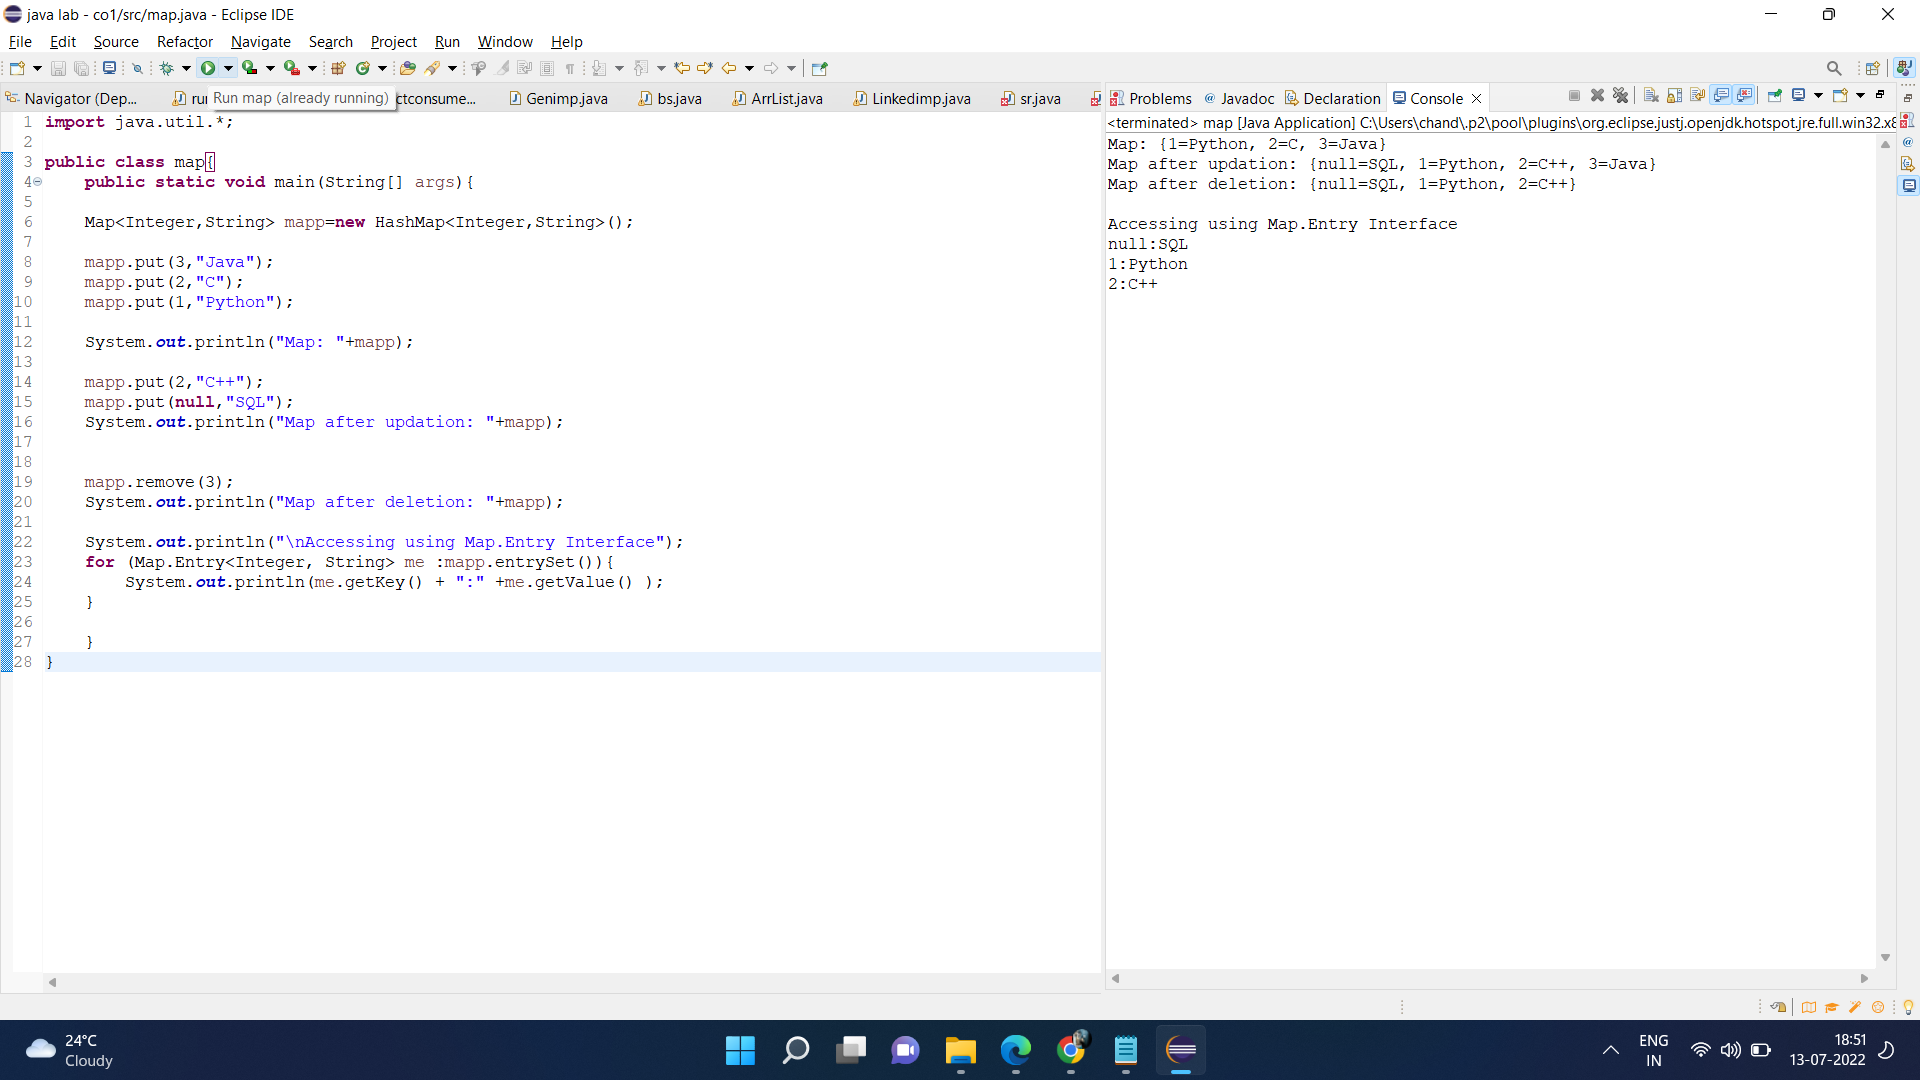 java lab - co1/src/map.java - Eclipse IDE
File Edit Source Refactor Navigate Search Project Run Window Help
Navigator (Dep... ru Run map (already running) ctconsume... Genimp.java bs.java ArrList.java Linkedimp.java sr.java
1 import java.util.*;
2
3 public class map{
4 public static void main(String[] args){
5
6 Map<Integer,String> mapp=new HashMap<Integer,String>();
7
8 mapp.put(3,"Java");
9 mapp.put(2,"C");
10 mapp.put(1,"Python");
11
12 System.out.println("Map: "+mapp);
13
14 mapp.put(2,"C++");
15 mapp.put(null,"SQL");
16 System.out.println("Map after updation: "+mapp);
17
18
19 mapp.remove(3);
20 System.out.println("Map after deletion: "+mapp);
21
22 System.out.println("\nAccessing using Map.Entry Interface");
23 for (Map.Entry<Integer, String> me :mapp.entrySet()){
24 System.out.println(me.getKey() + ":" +me.getValue() );
25 }
26
27 }
28 }
Problems @ Javadoc Declaration Console
<terminated> map [Java Application] C:\Users\chand\.p2\pool\plugins\org.eclipse.justj.openjdk.hotspot.jre.full.win32.x8
Map: {1=Python, 2=C, 3=Java}
Map after updation: {null=SQL, 1=Python, 2=C++, 3=Java}
Map after deletion: {null=SQL, 1=Python, 2=C++}
Accessing using Map.Entry Interface
null:SQL
1:Python
2:C++
24°C
Cloudy
ENG
IN
18:51
13-07-2022